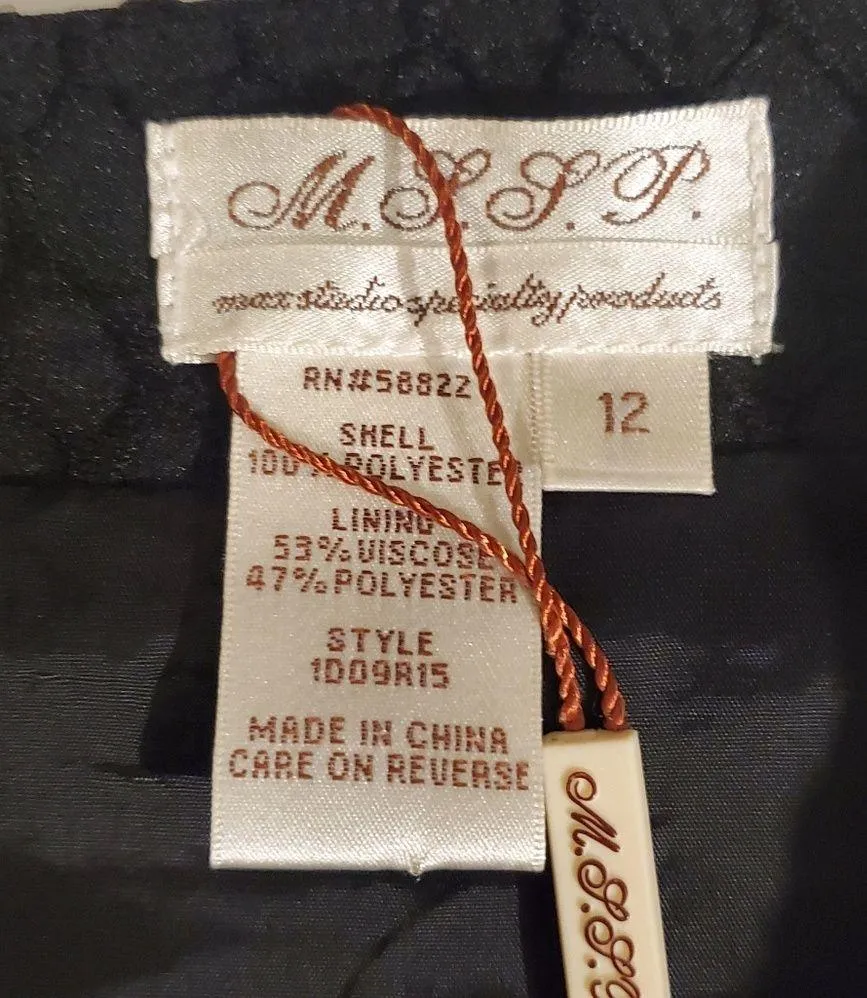 M.S.S.P.
max studio specialty products
RN#58822
12
SHELL
100% POLYESTER
LINING
53% VISCOSE
47% POLYESTER
STYLE
1D09R15
MADE IN CHINA
CARE ON REVERSE
M.S.S.